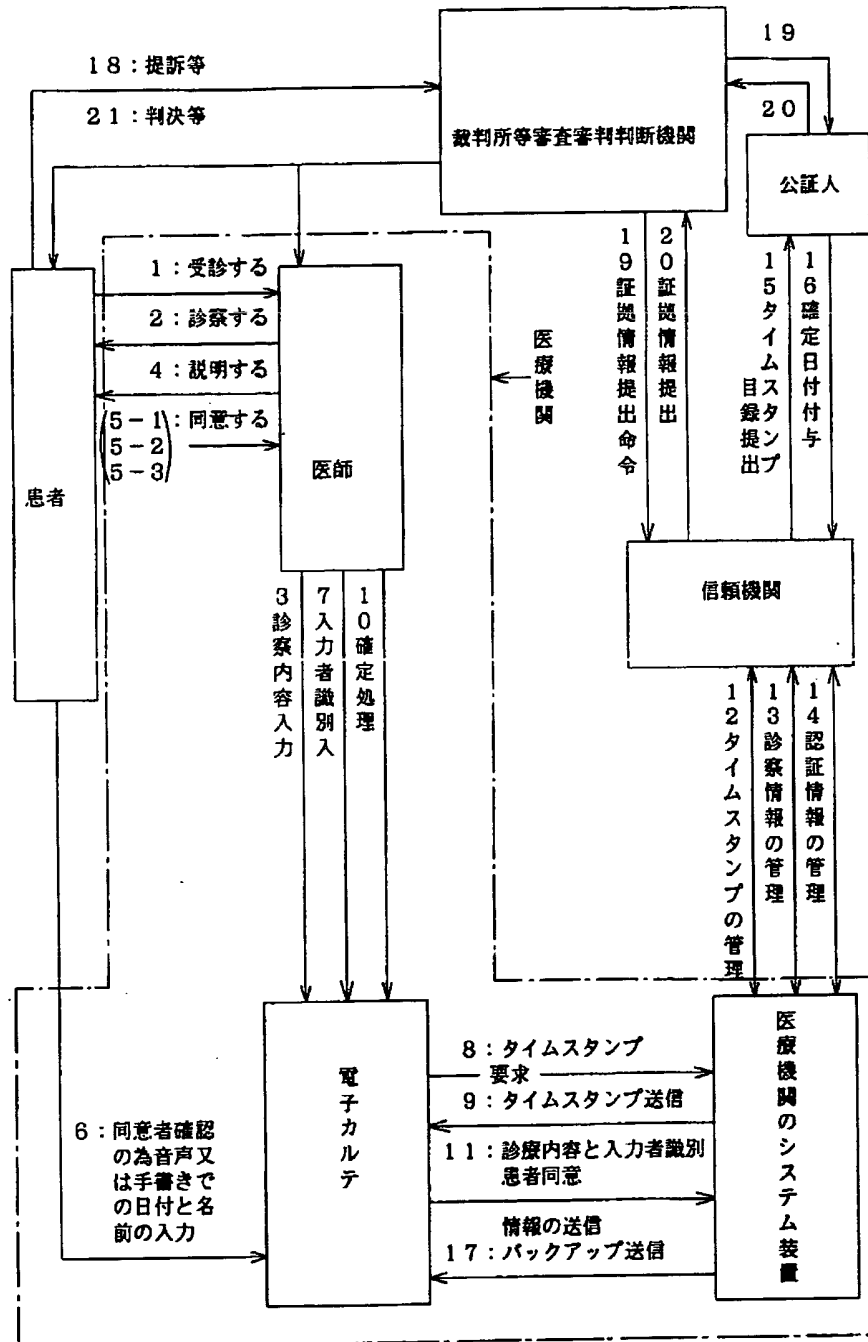 18：提訴等
21：判決等
裁判所等審査審判判断機関
19
20
公証人
1：受診する
2：診察する
4：説明する
5－1：同意する
5－2
5－3
患者
医師
医療機関
19証拠情報提出命令
20証拠情報提出
15タイムスタンプ
目録提出
16確定日付付与
信頼機関
3診察内容入力
7入力者識別入
10確定処理
12タイムスタンプの管理
13診察情報の管理
14認証情報の管理
電子カルテ
8：タイムスタンプ
要求
9：タイムスタンプ送信
11：診療内容と入力者識別
患者同意
情報の送信
17：バックアップ送信
医療機関のシステム装置
6：同意者確認
の為音声又
は手書きで
の日付と名
前の入力